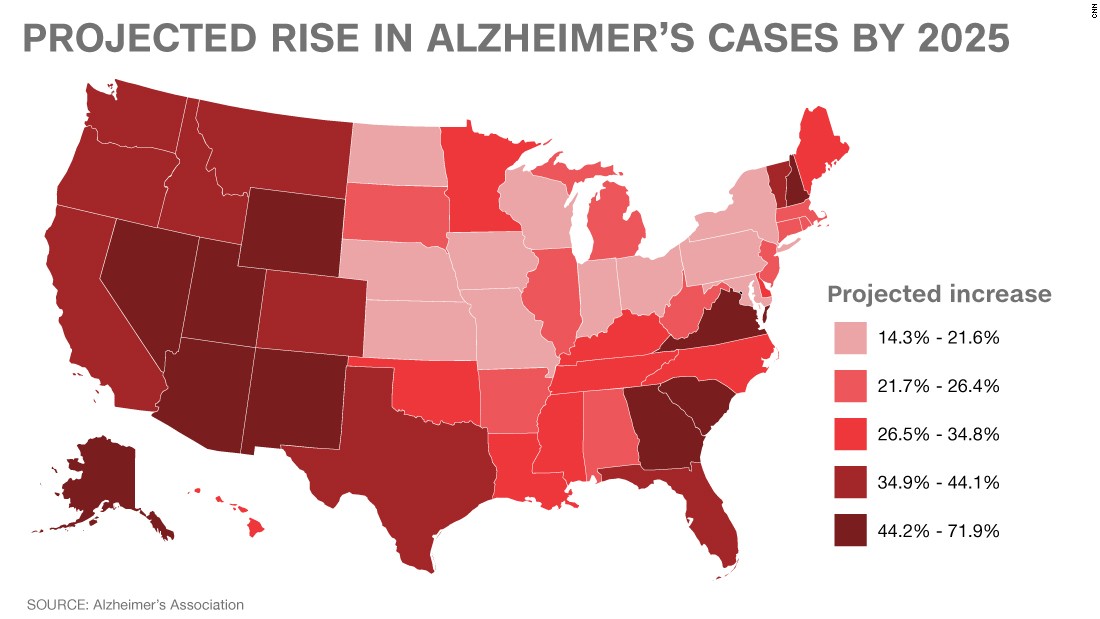 CNN
PROJECTED RISE IN ALZHEIMER'S CASES BY 2025
Projected increase
14.3% - 21.6%
21.7% - 26.4%
26.5% - 34.8%
34.9% - 44.1%
44.2% - 71.9%
SOURCE: Alzheimer's Association